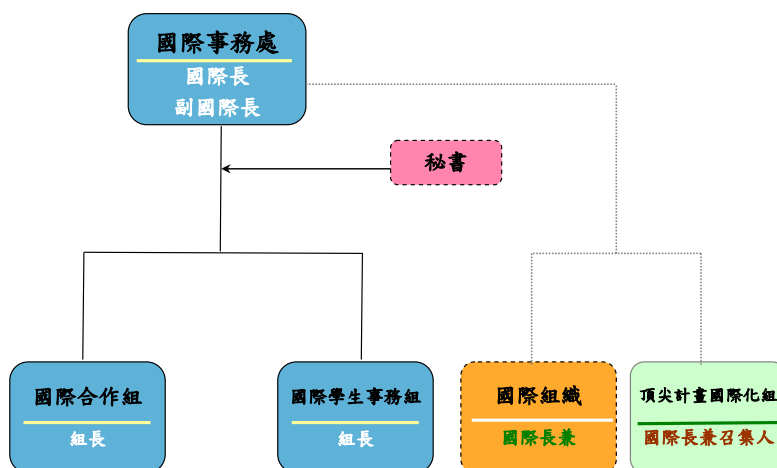 國際事務處
國際長
副國際長
秘書
國際合作組
組長
國際學生事務組
組長
國際組織
國際長兼
頂尖計畫國際化組
國際長兼召集人